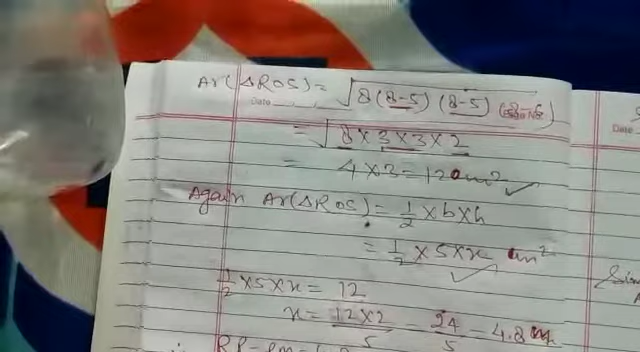 Ar(△ROS) = √8(8-5) (8-5) (8-6)
Date
= √8×3×3×2
= 4×3 = 12 cm²
Again Ar(△ROS) = 1/2 ×b×h
= 1/2 ×5×x cm²
1/2 ×5×x = 12
x = 12×2/5 = 24/5 = 4.8 cm
Date